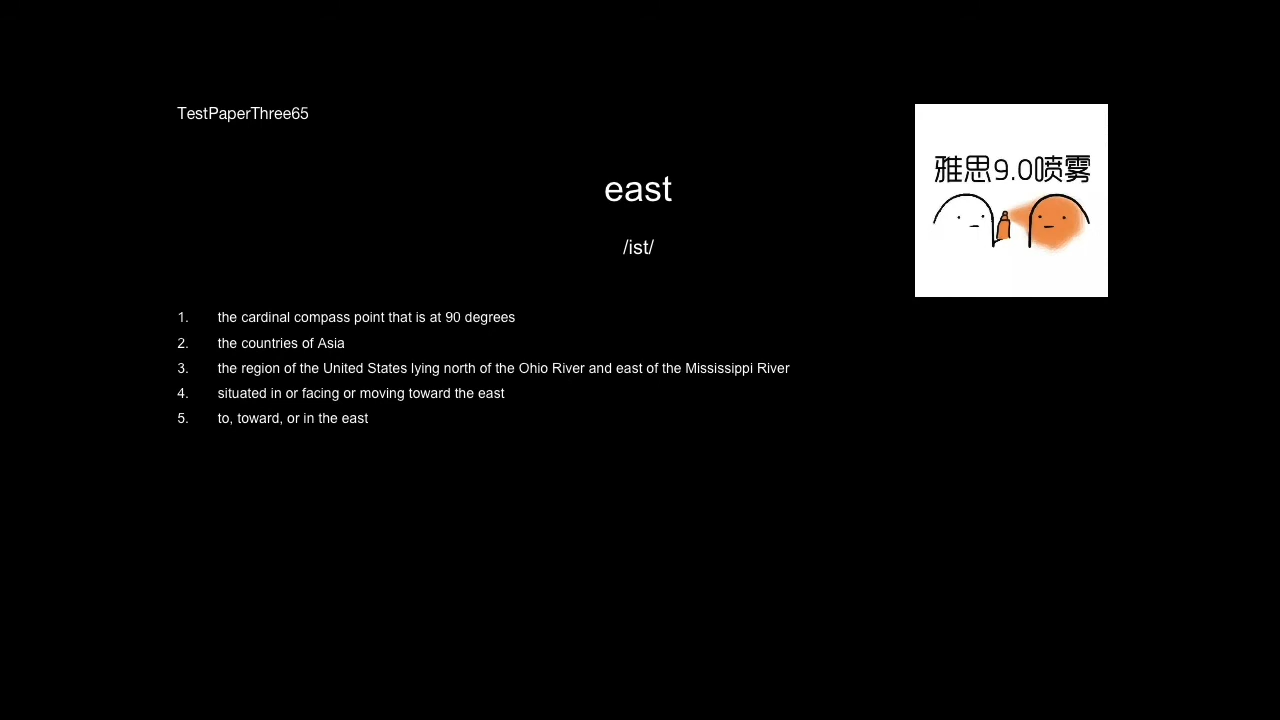 TestPaperThree65
雅思9.0喷雾
east
/ist/
1. the cardinal compass point that is at 90 degrees
2. the countries of Asia
3. the region of the United States lying north of the Ohio River and east of the Mississippi River
4. situated in or facing or moving toward the east
5. to, toward, or in the east